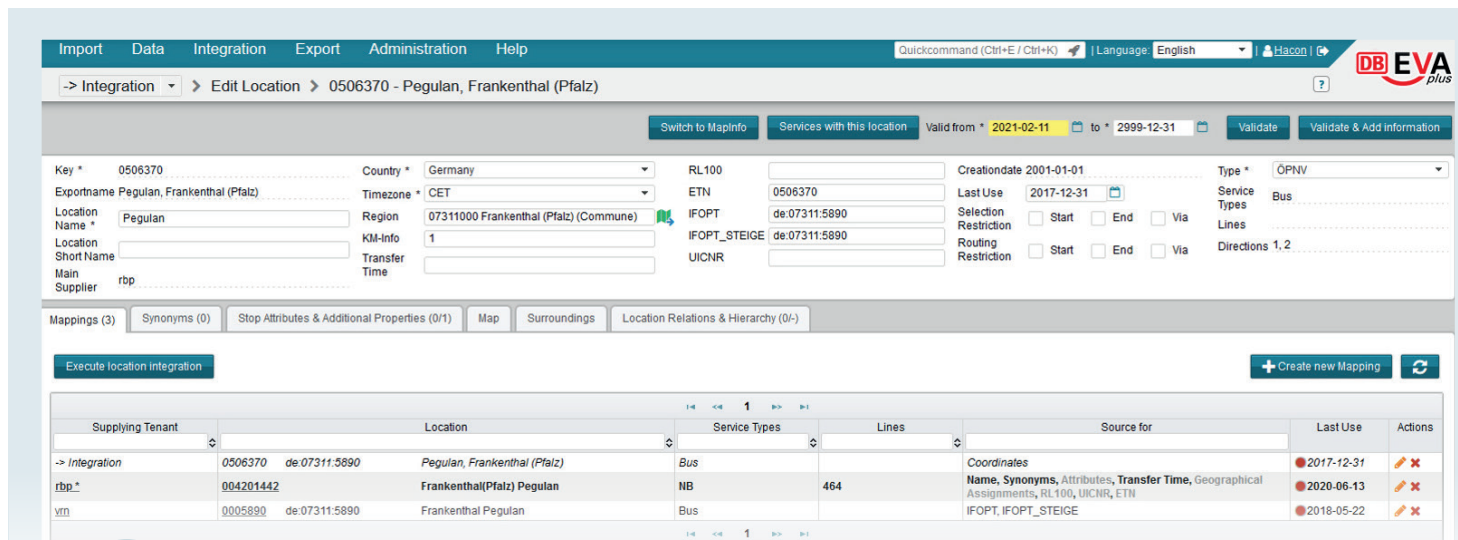 Import Data Integration Export Administration Help Quickcommand (Ctrl+E / Ctrl+K) | Language: English | Hacon |
DB EVA plus
-> Integration > Edit Location > 0506370 - Pegulan, Frankenthal (Pfalz) ?
Switch to MapInfo Services with this location Valid from * 2021-02-11 to * 2999-12-31 Validate Validate & Add information
Key * 0506370 Country * Germany RL100 Creationdate 2001-01-01 Type * ÖPNV
Exportname Pegulan, Frankenthal (Pfalz) Timezone * CET ETN 0506370 Last Use 2017-12-31 Service Types Bus
Location Name * Pegulan Region 07311000 Frankenthal (Pfalz) (Commune) IFOPT de:07311:5890 Selection Restriction Start End Via Lines
Location Short Name KM-Info 1 IFOPT_STEIGE de:07311:5890 Routing Restriction Start End Via Directions 1, 2
Main Supplier rbp Transfer Time UICNR
Mappings (3) Synonyms (0) Stop Attributes & Additional Properties (0/1) Map Surroundings Location Relations & Hierarchy (0/-)
Execute location integration Create new Mapping
1
Supplying Tenant Location Service Types Lines Source for Last Use Actions
-> Integration 0506370 de:07311:5890 Pegulan, Frankenthal (Pfalz) Bus Coordinates 2017-12-31
rbp * 004201442 Frankenthal(Pfalz) Pegulan NB 464 Name, Synonyms, Attributes, Transfer Time, Geographical Assignments, RL100, UICNR, ETN 2020-06-13
vrn 0005890 de:07311:5890 Frankenthal Pegulan Bus IFOPT, IFOPT_STEIGE 2018-05-22
1